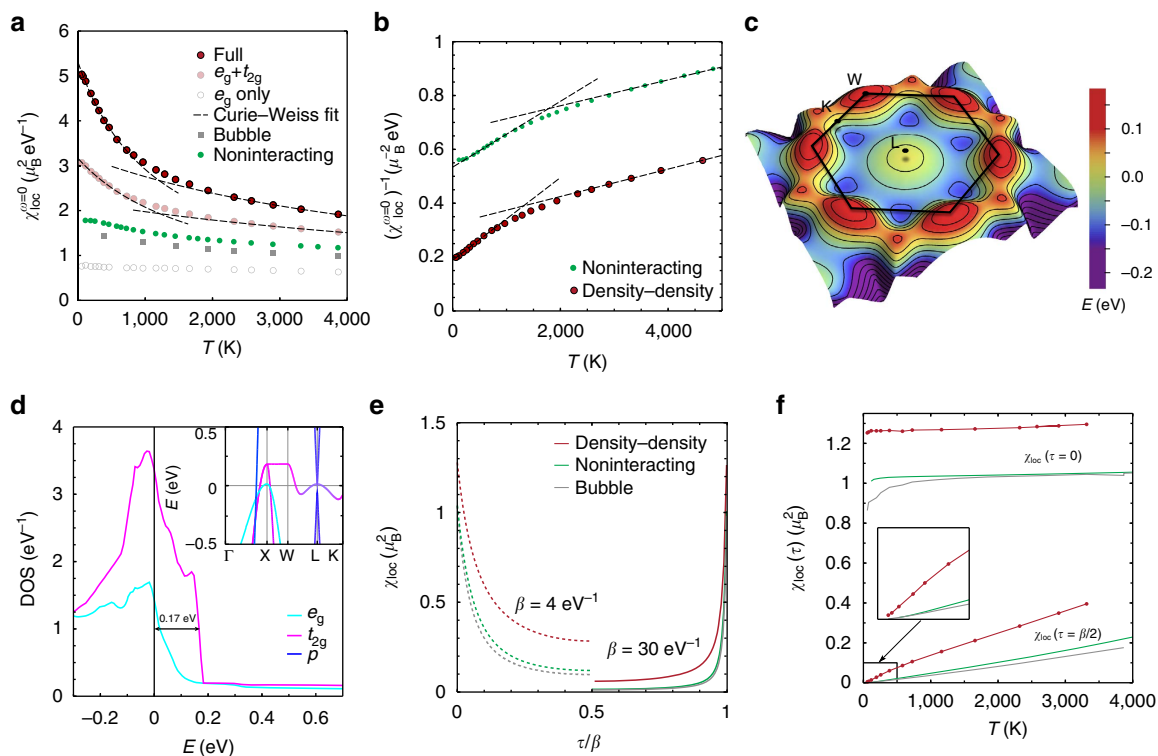 a
6
5
4
3
2
1
0
χ_loc^{ω=0} (μ_B^2 eV^{−1})
Full
e_g+t_{2g}
e_g only
Curie–Weiss fit
Bubble
Noninteracting
0 1,000 2,000 3,000 4,000
T (K)
b
1
0.8
0.6
0.4
0.2
0
(χ_loc^{ω=0})^{−1} (μ_B^{−2} eV)
Noninteracting
Density–density
0 2,000 4,000
T (K)
c
W
K
L
0.1
0.0
−0.1
−0.2
E (eV)
d
4
3
2
1
0
DOS (eV^{−1})
0.5
0
−0.5
E (eV)
Γ X W L K
0.17 eV
e_g
t_{2g}
p
−0.2 0 0.2 0.4 0.6
E (eV)
e
1.5
1
0.5
0
χ_loc (μ_B^2)
Density–density
Noninteracting
Bubble
β = 4 eV^{−1}
β = 30 eV^{−1}
0 0.5 1
τ/β
f
1.2
1
0.8
0.6
0.4
0.2
0
χ_loc(τ) (μ_B^2)
χ_loc (τ = 0)
χ_loc (τ = β/2)
1,000 2,000 3,000 4,000
T (K)